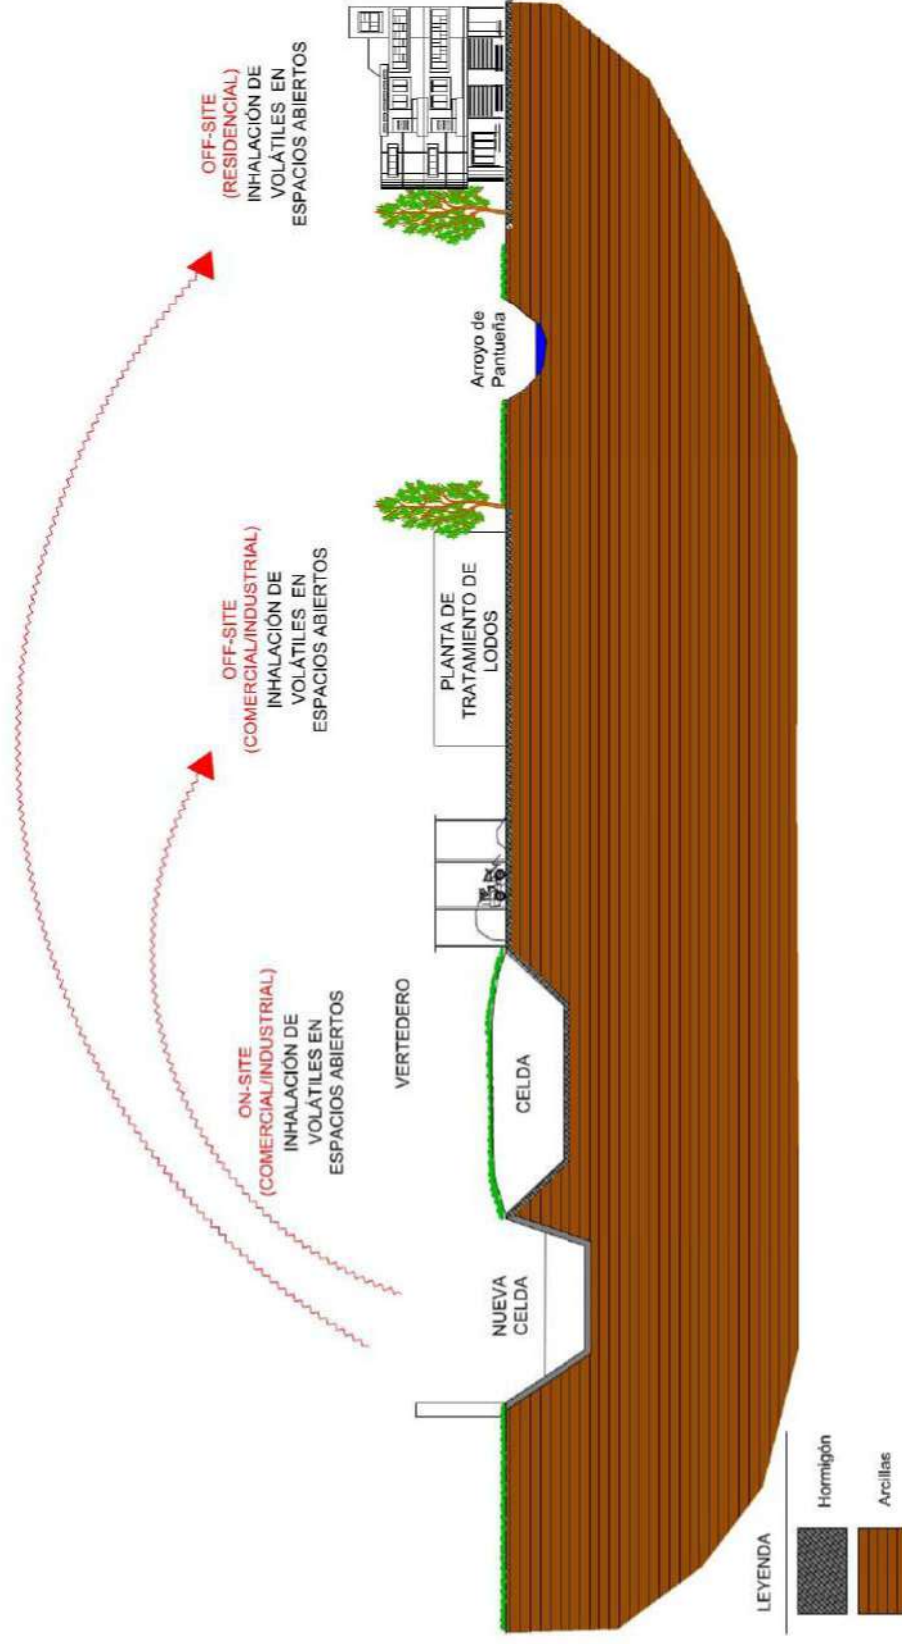 ON-SITE
(COMERCIAL/INDUSTRIAL)
INHALACIÓN DE
VOLÁTILES EN
ESPACIOS ABIERTOS
OFF-SITE
(COMERCIAL/INDUSTRIAL)
INHALACIÓN DE
VOLÁTILES EN
ESPACIOS ABIERTOS
OFF-SITE
(RESIDENCIAL)
INHALACIÓN DE
VOLÁTILES EN
ESPACIOS ABIERTOS
VERTEDERO
NUEVA
CELDA
CELDA
PLANTA DE
TRATAMIENTO DE
LODOS
Arroyo de
Pantueña
LEYENDA
Hormigón
Arcillas